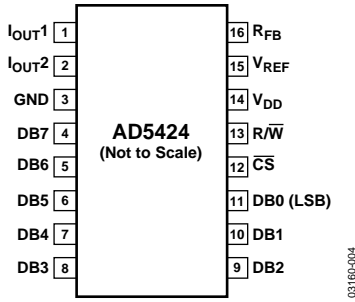 IOUT1 1
IOUT2 2
GND 3
DB7 4
DB6 5
DB5 6
DB4 7
DB3 8
AD5424
(Not to Scale)
16 RFB
15 VREF
14 VDD
13 R/W̅
12 C̅S̅
11 DB0 (LSB)
10 DB1
9 DB2
03160-004